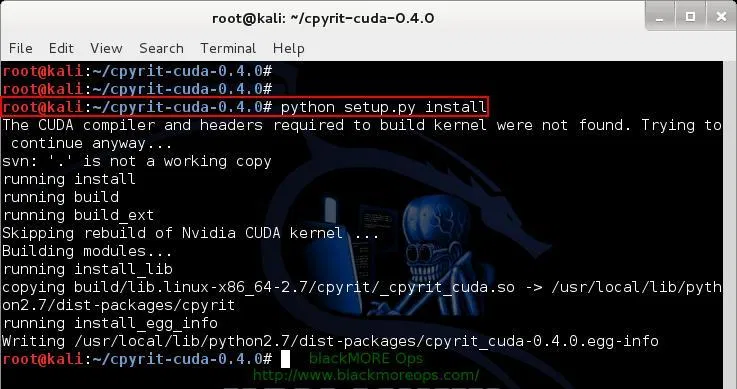 root@kali: ~/cpyrit-cuda-0.4.0
File Edit View Search Terminal Help
root@kali:~/cpyrit-cuda-0.4.0#
root@kali:~/cpyrit-cuda-0.4.0#
root@kali:~/cpyrit-cuda-0.4.0# python setup.py install
The CUDA compiler and headers required to build kernel were not found. Trying to
continue anyway...
svn: '.' is not a working copy
running install
running build
running build_ext
Skipping rebuild of Nvidia CUDA kernel ...
Building modules...
running install_lib
copying build/lib.linux-x86_64-2.7/cpyrit/_cpyrit_cuda.so -> /usr/local/lib/pyth
on2.7/dist-packages/cpyrit
running install_egg_info
Writing /usr/local/lib/python2.7/dist-packages/cpyrit_cuda-0.4.0.egg-info
root@kali:~/cpyrit-cuda-0.4.0#
blackMORE Ops
http://www.blackmoreops.com/